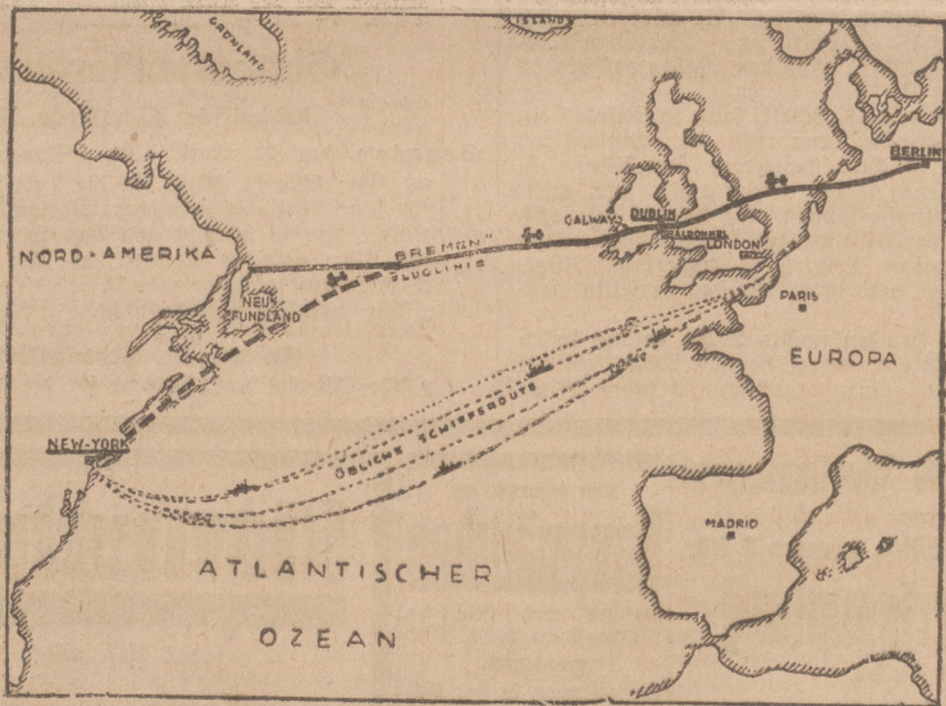 GRÖNLAND
ISLAND
BERLIN
GALWAY
DUBLIN
BALDONNEL
LONDON
NORD-AMERIKA
"BREMEN"
FLUGLINIE
NEU-
FUNDLAND
PARIS
EUROPA
ÜBLICHE SCHIFFSROUTE
NEW-YORK
MADRID
ATLANTISCHER
OZEAN